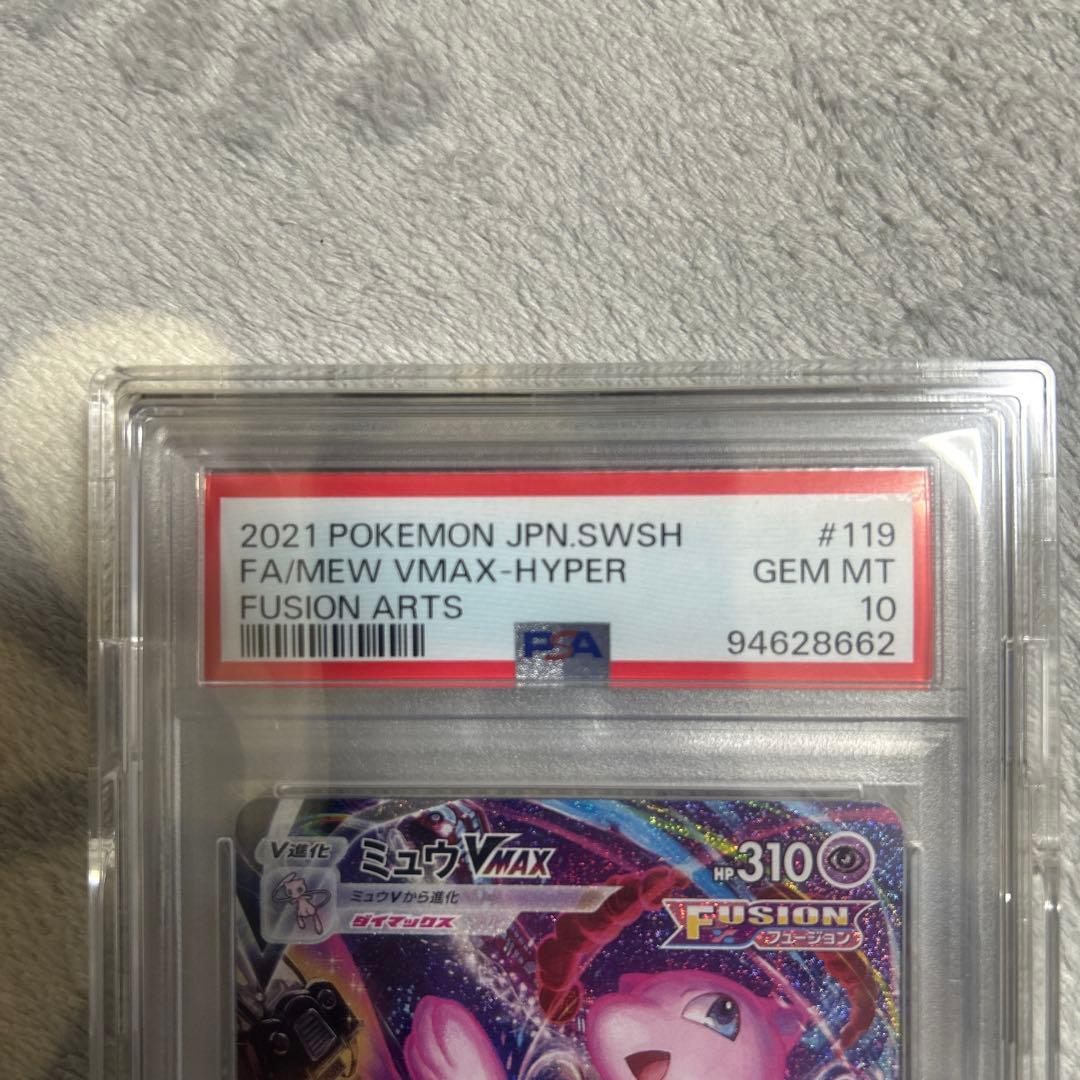 2021 POKEMON JPN.SWSH #119
FA/MEW VMAX-HYPER GEM MT
FUSION ARTS 10
PSA 94628662
V進化 ミュウVMAX HP310
ミュウVから進化
ダイマックス
FUSION
フュージョン